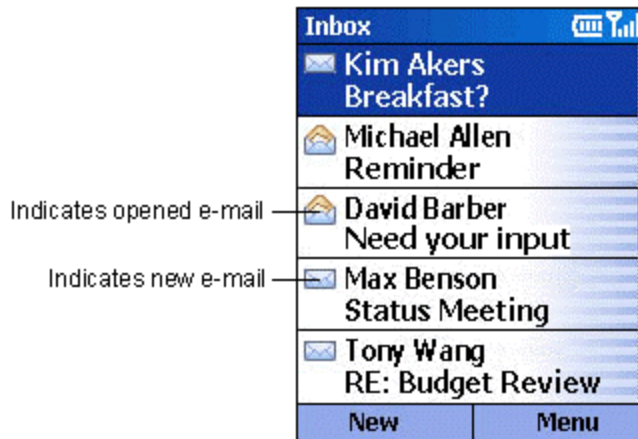 Inbox
Kim Akers
Breakfast?
Michael Allen
Reminder
Indicates opened e-mail
David Barber
Need your input
Indicates new e-mail
Max Benson
Status Meeting
Tony Wang
RE: Budget Review
New Menu